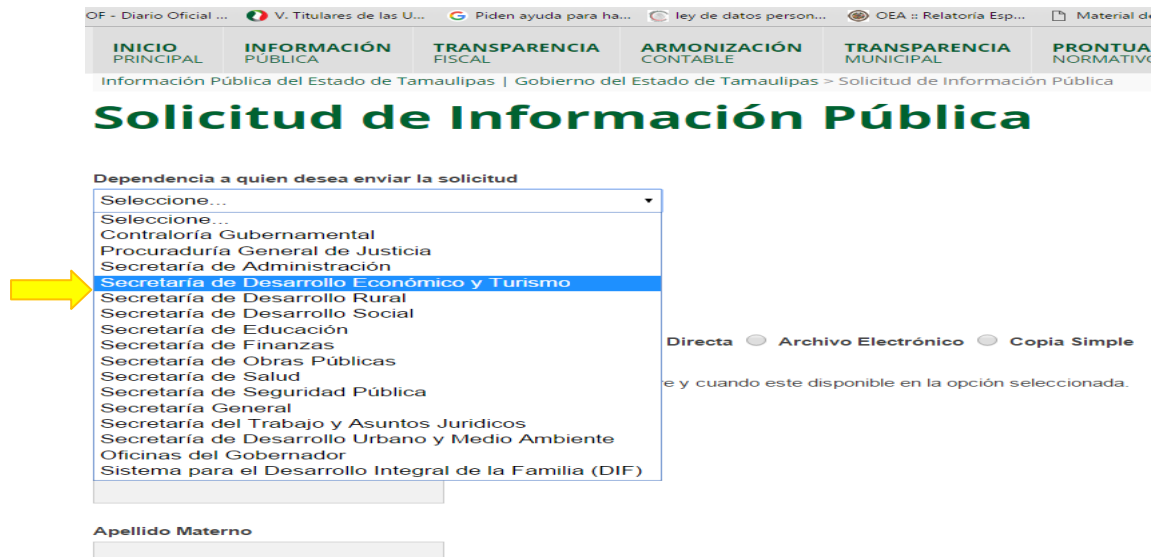 OF - Diario Oficial ... V. Titulares de las U... Piden ayuda para ha... ley de datos person... OEA :: Relatoría Esp... Material de
INICIO INFORMACIÓN TRANSPARENCIA ARMONIZACIÓN TRANSPARENCIA PRONTUA
PRINCIPAL PÚBLICA FISCAL CONTABLE MUNICIPAL NORMATIVO
Información Pública del Estado de Tamaulipas | Gobierno del Estado de Tamaulipas > Solicitud de Información Pública
Solicitud de Información Pública
Dependencia a quien desea enviar la solicitud
Seleccione...
Seleccione...
Contraloría Gubernamental
Procuraduría General de Justicia
Secretaría de Administración
Secretaría de Desarrollo Económico y Turismo
Secretaría de Desarrollo Rural
Secretaría de Desarrollo Social
Secretaría de Educación
Secretaría de Finanzas
Directa Archivo Electrónico Copia Simple
Secretaría de Obras Públicas
Secretaría de Salud
e y cuando este disponible en la opción seleccionada.
Secretaría de Seguridad Pública
Secretaría General
Secretaría del Trabajo y Asuntos Juridicos
Secretaría de Desarrollo Urbano y Medio Ambiente
Oficinas del Gobernador
Sistema para el Desarrollo Integral de la Familia (DIF)
Apellido Materno